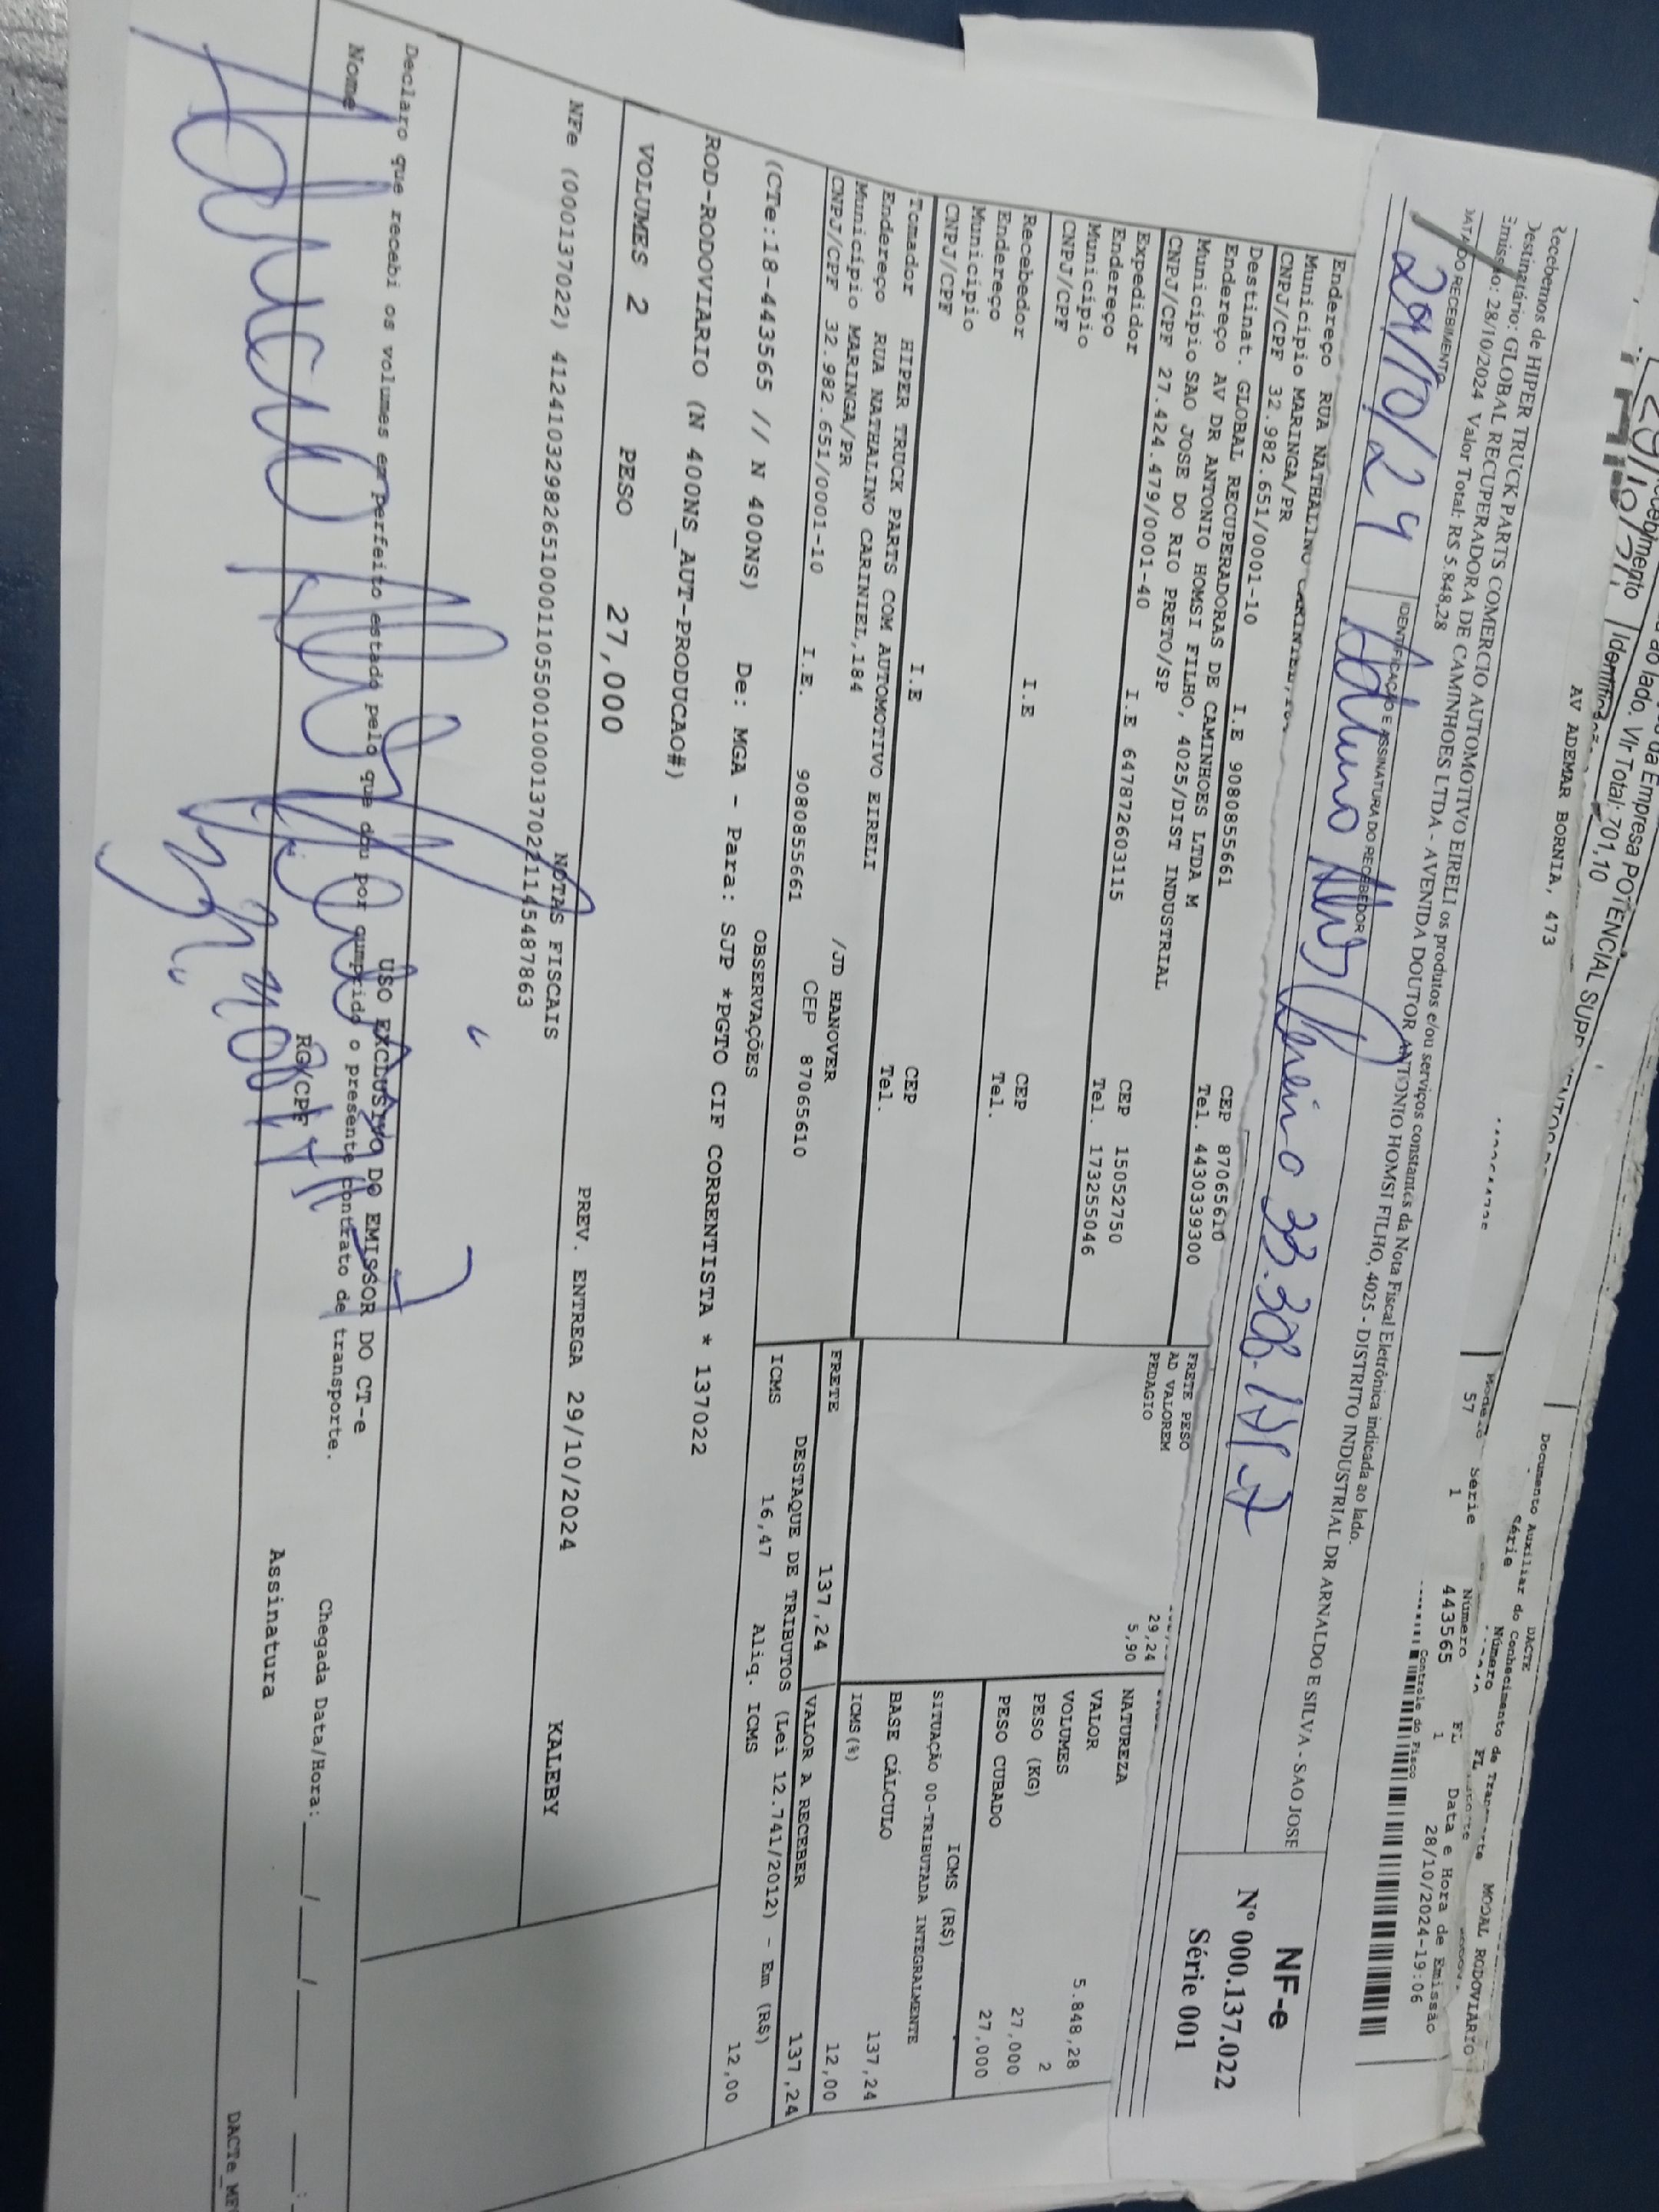 AV ADEMAR BORNIA, 473
Recebemos de HIPER TRUCK PARTS COMERCIO AUTOMOTIVO EIRELI os produtos e/ou serviços constantes da Nota Fiscal Eletrônica indicada ao lado.
Destinatário: GLOBAL RECUPERADORA DE CAMINHOES LTDA - AVENIDA DOUTOR ANTONIO HOMSI FILHO, 4025 - DISTRITO INDUSTRIAL DR ARNALDO E SILVA - SAO JOSE
Emissão: 28/10/2024 Valor Total: R$ 5.848,28
DATA DO RECEBIMENTO
IDENTIFICAÇÃO E ASSINATURA DO RECEBEDOR
NF-e
Nº 000.137.022
Série 001
DACTE
Documento Auxiliar do Conhecimento de Transporte
MODAL RODOVIARIO
Modelo Série Número FL Data e Hora de Emissão
57 1 443565 1 28/10/2024-19:06
Controle do Fisco
Endereço RUA NATHALINO
Municipio MARINGA/PR CEP 87065610
CNPJ/CPF 32.982.651/0001-10 I.E 9080855661 Tel. 4430339300
Destinat. GLOBAL RECUPERADORAS DE CAMINHOES LTDA M
Endereço AV DR ANTONIO HOMSI FILHO, 4025/DIST INDUSTRIAL
Municipio SAO JOSE DO RIO PRETO/SP CEP 15052750
CNPJ/CPF 27.424.479/0001-40 I.E 647872603115 Tel. 173255046
Expedidor
Endereço
Município CEP
CNPJ/CPF I.E Tel.
Recebedor
Endereço
Município CEP
CNPJ/CPF I.E Tel.
Tomador HIPER TRUCK PARTS COM AUTOMOTIVO EIRELI
Endereço RUA NATHALINO CARINIEL,184 /JD HANOVER
Municipio MARINGA/PR CEP 87065610
CNPJ/CPF 32.982.651/0001-10 I.E. 9080855661
FRETE PESO
AD VALOREM 29,24
PEDAGIO 5,90
FRETE 137,24
NATUREZA
VALOR 5.848,28
VOLUMES 2
PESO (KG) 27,000
PESO CUBADO 27,000
ICMS (R$)
SITUAÇÃO 00-TRIBUTADA INTEGRALMENTE
BASE CÁLCULO 137,24
ICMS(%) 12,00
VALOR A RECEBER 137,24
DESTAQUE DE TRIBUTOS (Lei 12.741/2012) - Em (R$)
ICMS 16,47 Aliq. ICMS 12,00
OBSERVAÇÕES
(CTe:18-443565 // N 400NS) De: MGA - Para: SJP *PGTO CIF CORRENTISTA * 137022
ROD-RODOVIARIO (N 400NS_AUT-PRODUCAO#)
VOLUMES 2 PESO 27,000 PREV. ENTREGA 29/10/2024 KALEBY
NOTAS FISCAIS
NFe (000137022) 41241032982651000110550010001370221145487863
USO EXCLUSIVO DO EMISSOR DO CT-e
Declaro que recebi os volumes em perfeito estado pelo que dou por cumprido o presente contrato de transporte.
Nome RG/CPF Chegada Data/Hora: ___/___/_____ ___:
Assinatura